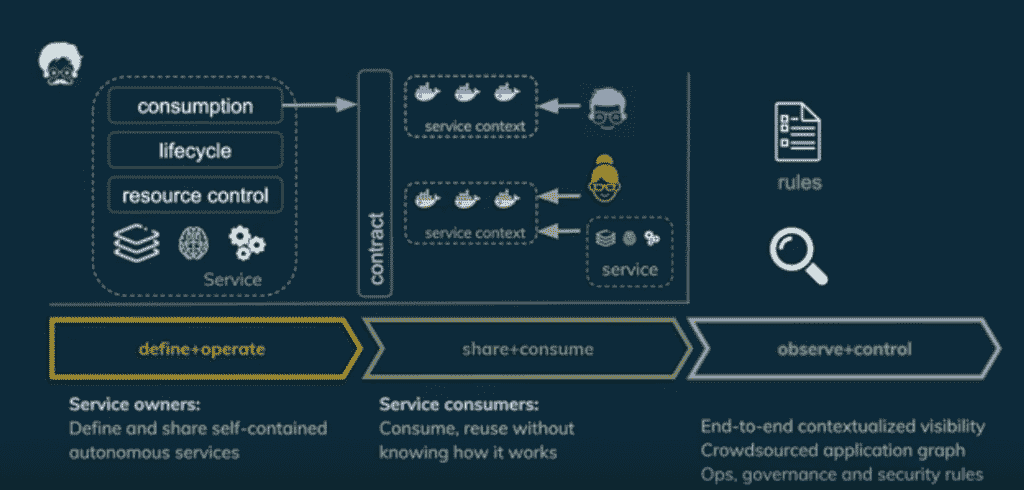 consumption
lifecycle
resource control
Service
contract
service context
service context
service
rules
define+operate
share+consume
observe+control
Service owners:
Define and share self-contained
autonomous services
Service consumers:
Consume, reuse without
knowing how it works
End-to-end contextualized visibility
Crowdsourced application graph
Ops, governance and security rules